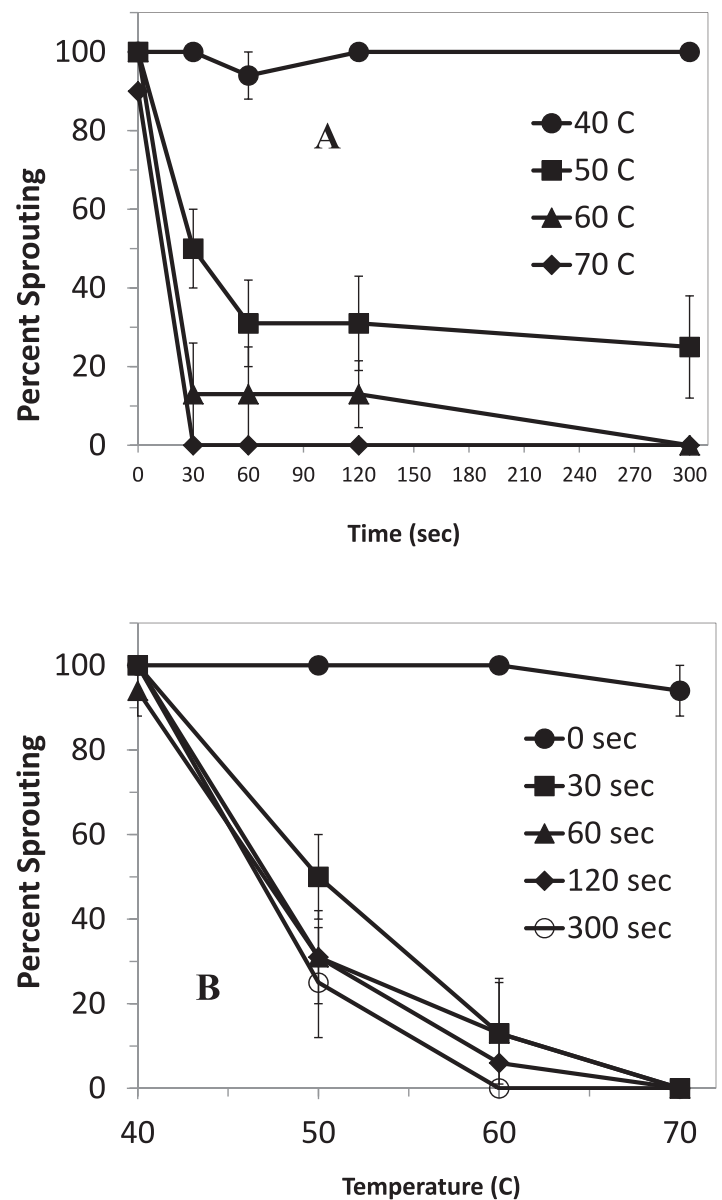 100
80
60
40
20
0
Percent Sprouting
A
40 C
50 C
60 C
70 C
0 30 60 90 120 150 180 210 240 270 300
Time (sec)
100
80
60
40
20
0
Percent Sprouting
B
0 sec
30 sec
60 sec
120 sec
300 sec
40 50 60 70
Temperature (C)